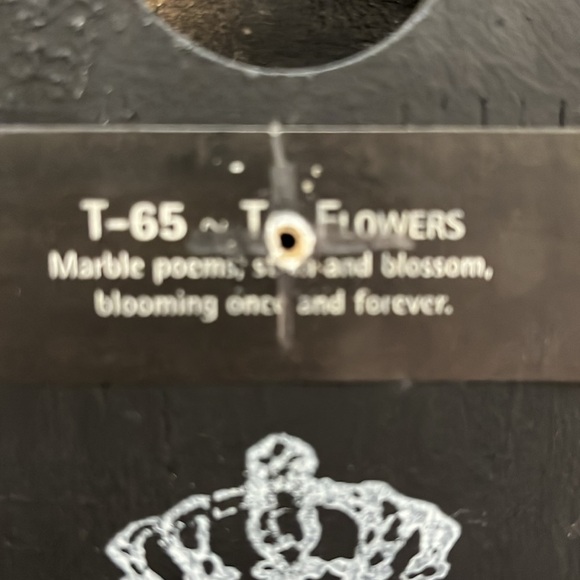 T-65 ~ FLOWERS
Marble poems, and blossom,
blooming once and forever.